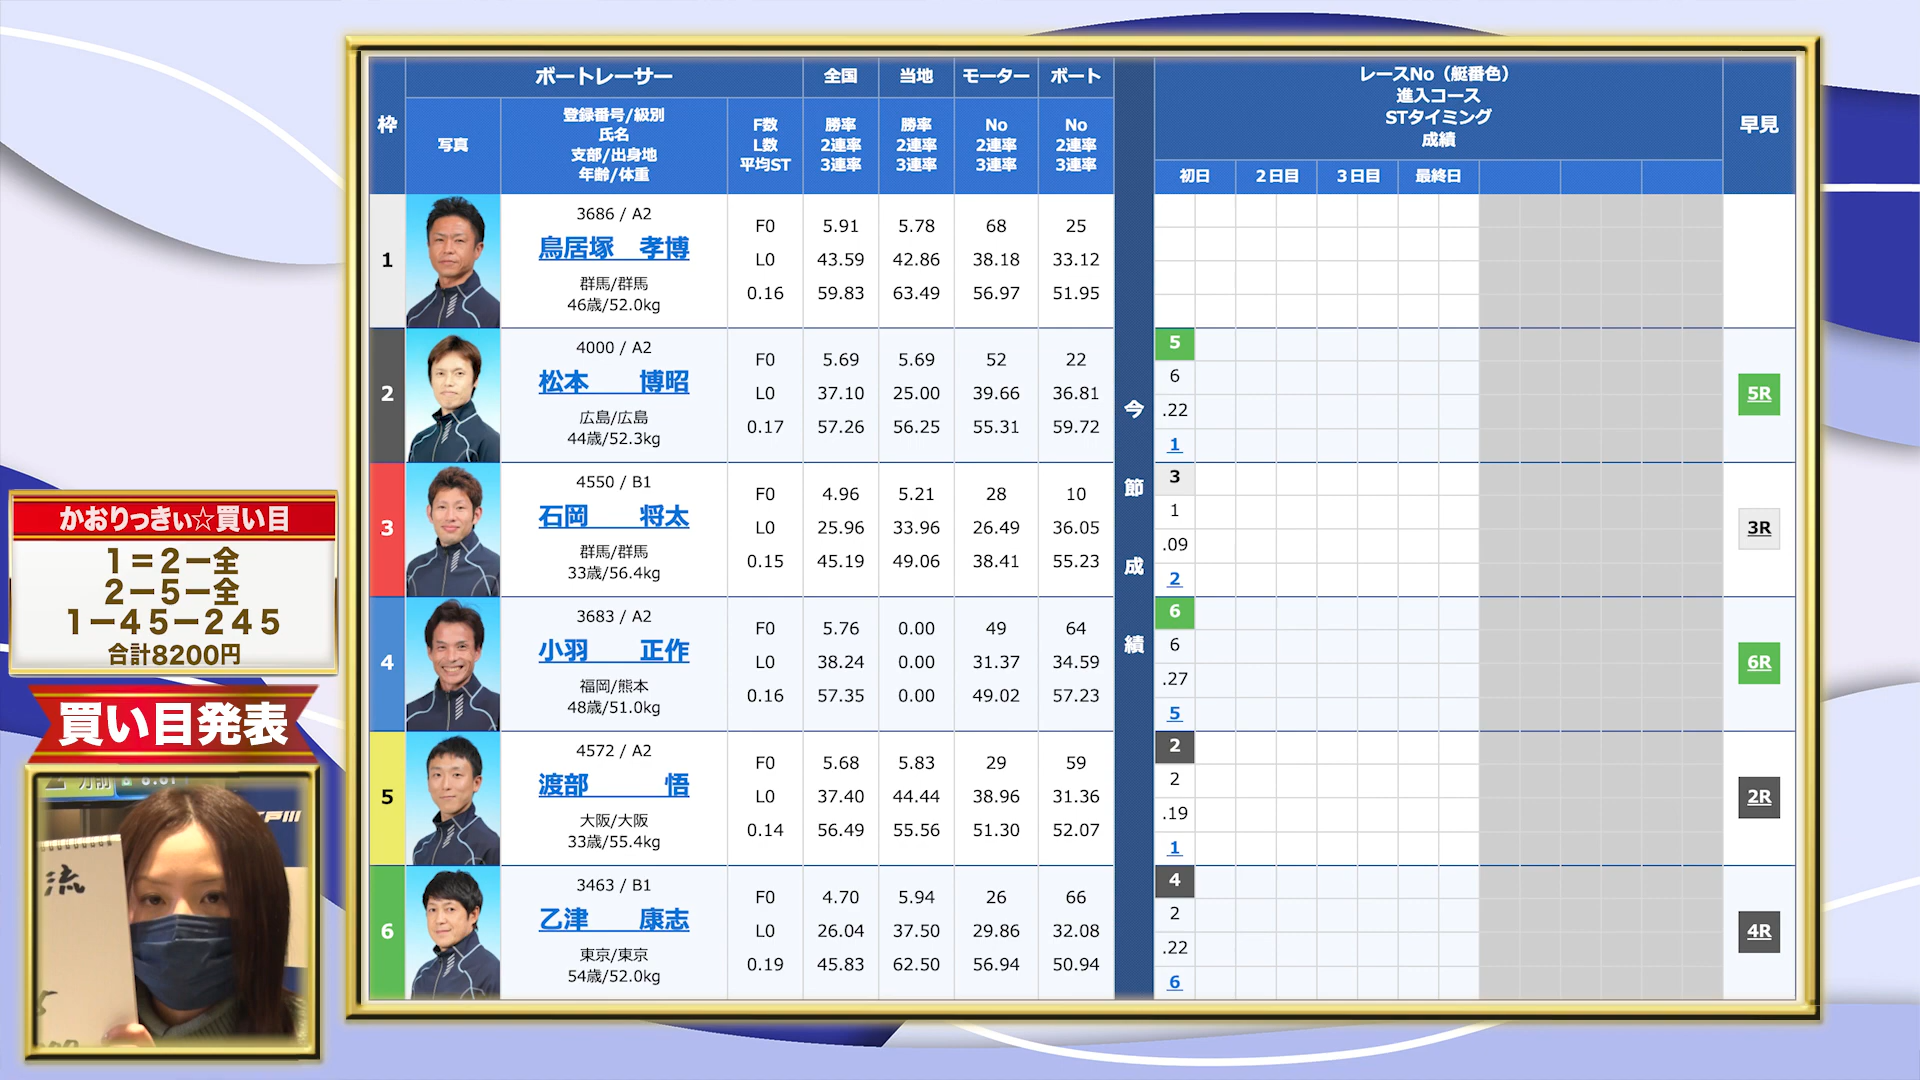 枠
ボートレーサー
全国
当地
モーター
ボート
写真
登録番号/級別
氏名
支部/出身地
年齢/体重
F数
L数
平均ST
勝率
2連率
3連率
勝率
2連率
3連率
No
2連率
3連率
No
2連率
3連率
レースNo（艇番色）
進入コース
STタイミング
成績
初日
2日目
3日目
最終日
早見
今
節
成
績
1
3686 / A2
鳥居塚 孝博
群馬/群馬
46歳/52.0kg
F0 5.91 5.78 68 25
L0 43.59 42.86 38.18 33.12
0.16 59.83 63.49 56.97 51.95
2
4000 / A2
松本 博昭
広島/広島
44歳/52.3kg
F0 5.69 5.69 52 22
L0 37.10 25.00 39.66 36.81
0.17 57.26 56.25 55.31 59.72
5
6
.22
1
5R
3
4550 / B1
石岡 将太
群馬/群馬
33歳/56.4kg
F0 4.96 5.21 28 10
L0 25.96 33.96 26.49 36.05
0.15 45.19 49.06 38.41 55.23
3
1
.09
2
3R
4
3683 / A2
小羽 正作
福岡/熊本
48歳/51.0kg
F0 5.76 0.00 49 64
L0 38.24 0.00 31.37 34.59
0.16 57.35 0.00 49.02 57.23
6
6
.27
5
6R
5
4572 / A2
渡部 悟
大阪/大阪
33歳/55.4kg
F0 5.68 5.83 29 59
L0 37.40 44.44 38.96 31.36
0.14 56.49 55.56 51.30 52.07
2
2
.19
1
2R
6
3463 / B1
乙津 康志
東京/東京
54歳/52.0kg
F0 4.70 5.94 26 66
L0 26.04 37.50 29.86 32.08
0.19 45.83 62.50 56.94 50.94
4
2
.22
6
4R
かおりっきぃ☆買い目
1＝2ー全
2ー5ー全
1ー45ー245
合計8200円
買い目発表
流